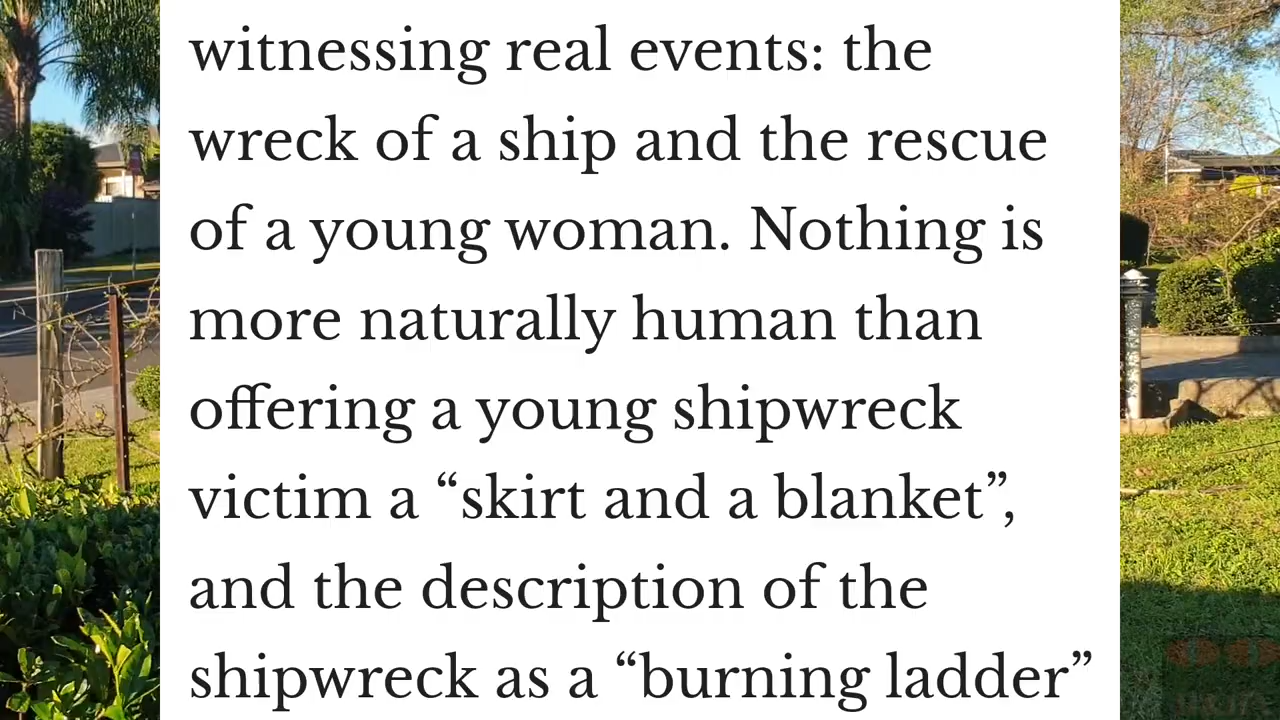 witnessing real events: the
wreck of a ship and the rescue
of a young woman. Nothing is
more naturally human than
offering a young shipwreck
victim a “skirt and a blanket”,
and the description of the
shipwreck as a “burning ladder”